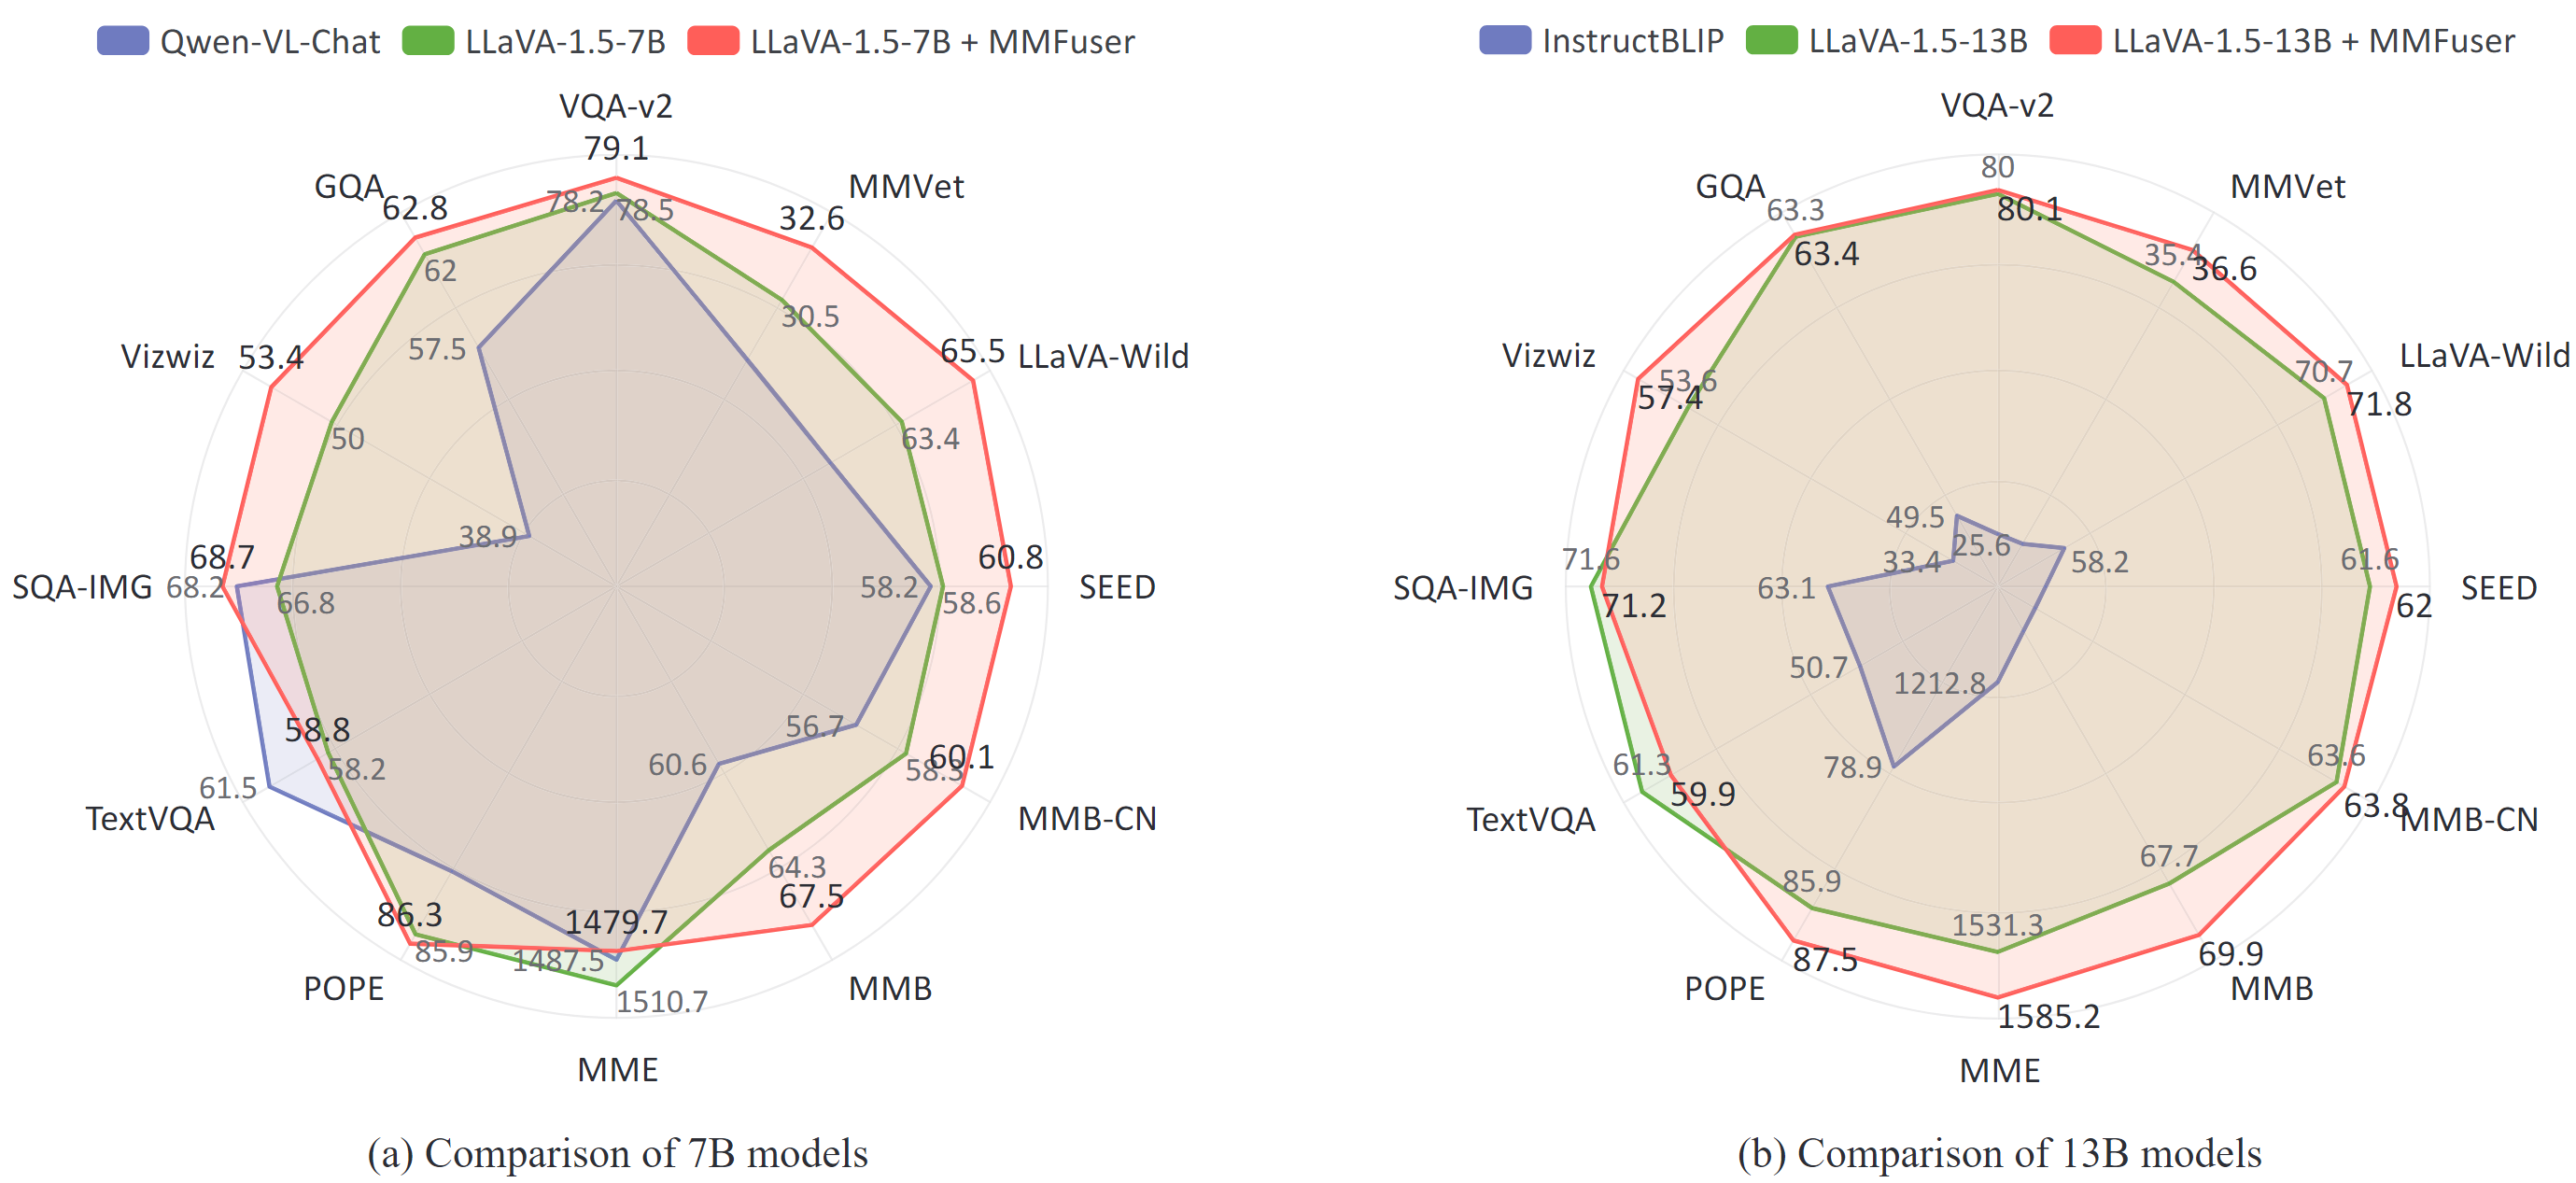 Qwen-VL-Chat LLaVA-1.5-7B LLaVA-1.5-7B + MMFuser
VQA-v2
79.1
78.2 78.5
MMVet
32.6
30.5
LLaVA-Wild
65.5
63.4
SEED
60.8
58.2 58.6
MMB-CN
56.7
58.3 60.1
MMB
60.6
64.3
67.5
MME
1479.7
1487.5
1510.7
POPE
86.3
85.9
TextVQA
58.8
58.2
61.5
SQA-IMG
68.7
68.2 66.8
Vizwiz
53.4
50
38.9
GQA
62.8
62
57.5
(a) Comparison of 7B models
InstructBLIP LLaVA-1.5-13B LLaVA-1.5-13B + MMFuser
VQA-v2
80
80.1
MMVet
35.4
36.6
25.6
LLaVA-Wild
70.7
71.8
58.2
SEED
61.6
62
MMB-CN
63.6
63.8
MMB
67.7
69.9
MME
1212.8
1531.3
1585.2
POPE
78.9
85.9
87.5
TextVQA
50.7
61.3
59.9
SQA-IMG
71.6
71.2
63.1
Vizwiz
53.6
57.4
33.4
GQA
63.3
63.4
49.5
(b) Comparison of 13B models